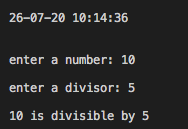 26-07-20 10:14:36
enter a number: 10
enter a divisor: 5
10 is divisible by 5